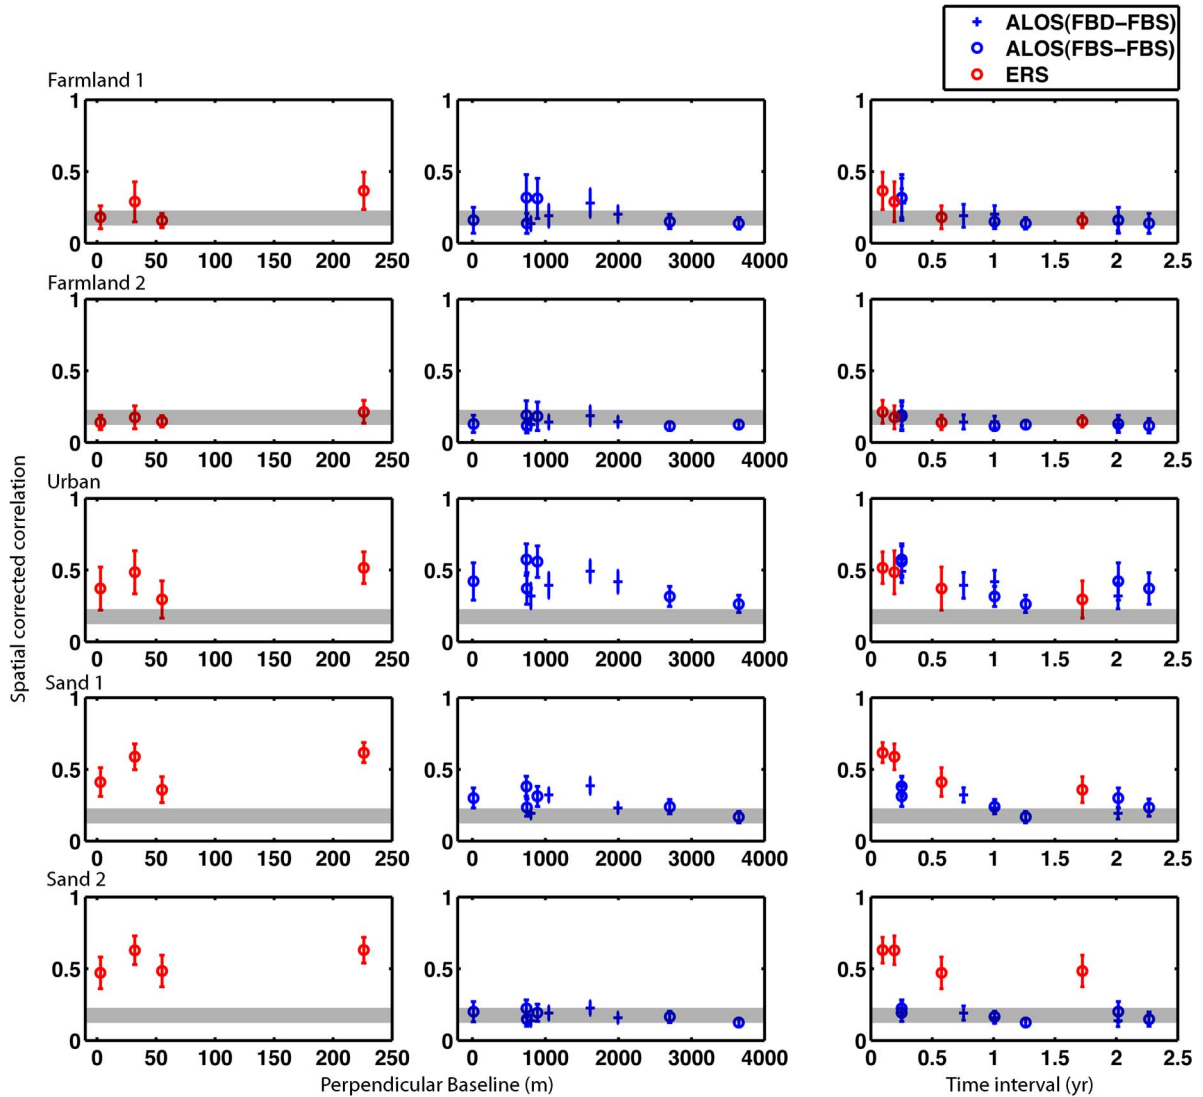 ALOS(FBD-FBS)
ALOS(FBS-FBS)
ERS
Farmland 1
1
0.5
0
0 50 100 150 200 250
1
0.5
0
0 1000 2000 3000 4000
1
0.5
0
0 0.5 1 1.5 2 2.5
Farmland 2
1
0.5
0
0 50 100 150 200 250
1
0.5
0
0 1000 2000 3000 4000
1
0.5
0
0 0.5 1 1.5 2 2.5
Urban
1
0.5
0
0 50 100 150 200 250
1
0.5
0
0 1000 2000 3000 4000
1
0.5
0
0 0.5 1 1.5 2 2.5
Sand 1
1
0.5
0
0 50 100 150 200 250
1
0.5
0
0 1000 2000 3000 4000
1
0.5
0
0 0.5 1 1.5 2 2.5
Sand 2
1
0.5
0
0 50 100 150 200 250
1
0.5
0
0 1000 2000 3000 4000
1
0.5
0
0 0.5 1 1.5 2 2.5
Spatial corrected correlation
Perpendicular Baseline (m)
Time interval (yr)